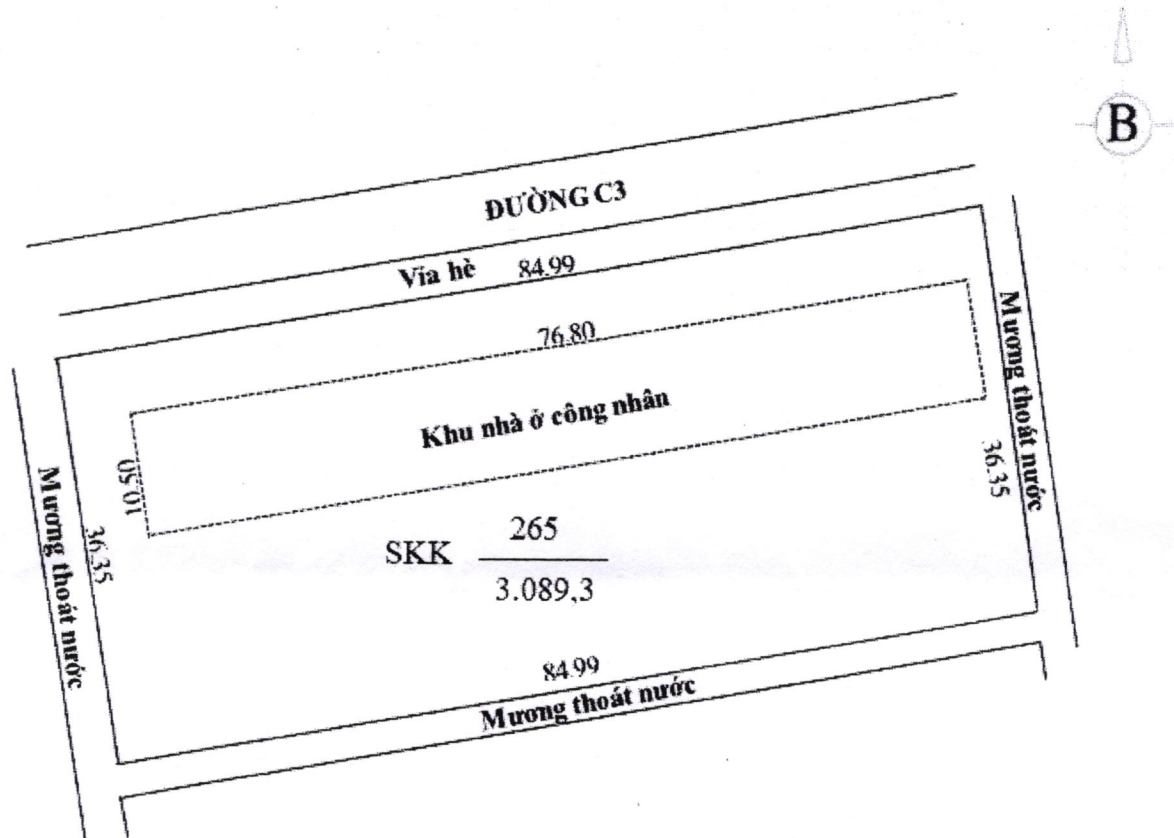 B
ĐƯỜNG C3
Vỉa hè 84.99
76.80
Khu nhà ở công nhân
10.50
Mương thoát nước
36.35
Mương thoát nước
36.35
SKK
265
3.089,3
84.99
Mương thoát nước